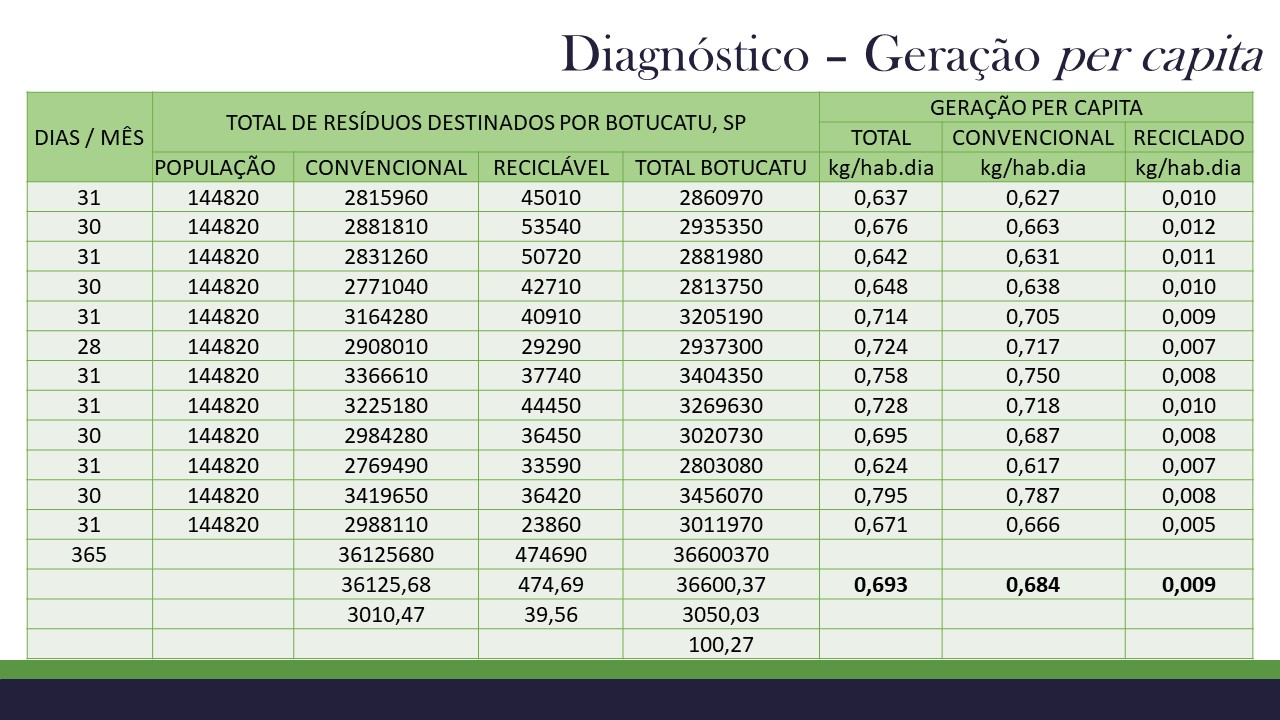 Diagnóstico – Geração per capita
DIAS / MÊS TOTAL DE RESÍDUOS DESTINADOS POR BOTUCATU, SP GERAÇÃO PER CAPITA
TOTAL CONVENCIONAL RECICLADO
POPULAÇÃO CONVENCIONAL RECICLÁVEL TOTAL BOTUCATU kg/hab.dia kg/hab.dia kg/hab.dia
31 144820 2815960 45010 2860970 0,637 0,627 0,010
30 144820 2881810 53540 2935350 0,676 0,663 0,012
31 144820 2831260 50720 2881980 0,642 0,631 0,011
30 144820 2771040 42710 2813750 0,648 0,638 0,010
31 144820 3164280 40910 3205190 0,714 0,705 0,009
28 144820 2908010 29290 2937300 0,724 0,717 0,007
31 144820 3366610 37740 3404350 0,758 0,750 0,008
31 144820 3225180 44450 3269630 0,728 0,718 0,010
30 144820 2984280 36450 3020730 0,695 0,687 0,008
31 144820 2769490 33590 2803080 0,624 0,617 0,007
30 144820 3419650 36420 3456070 0,795 0,787 0,008
31 144820 2988110 23860 3011970 0,671 0,666 0,005
365 36125680 474690 36600370
36125,68 474,69 36600,37 0,693 0,684 0,009
3010,47 39,56 3050,03
100,27